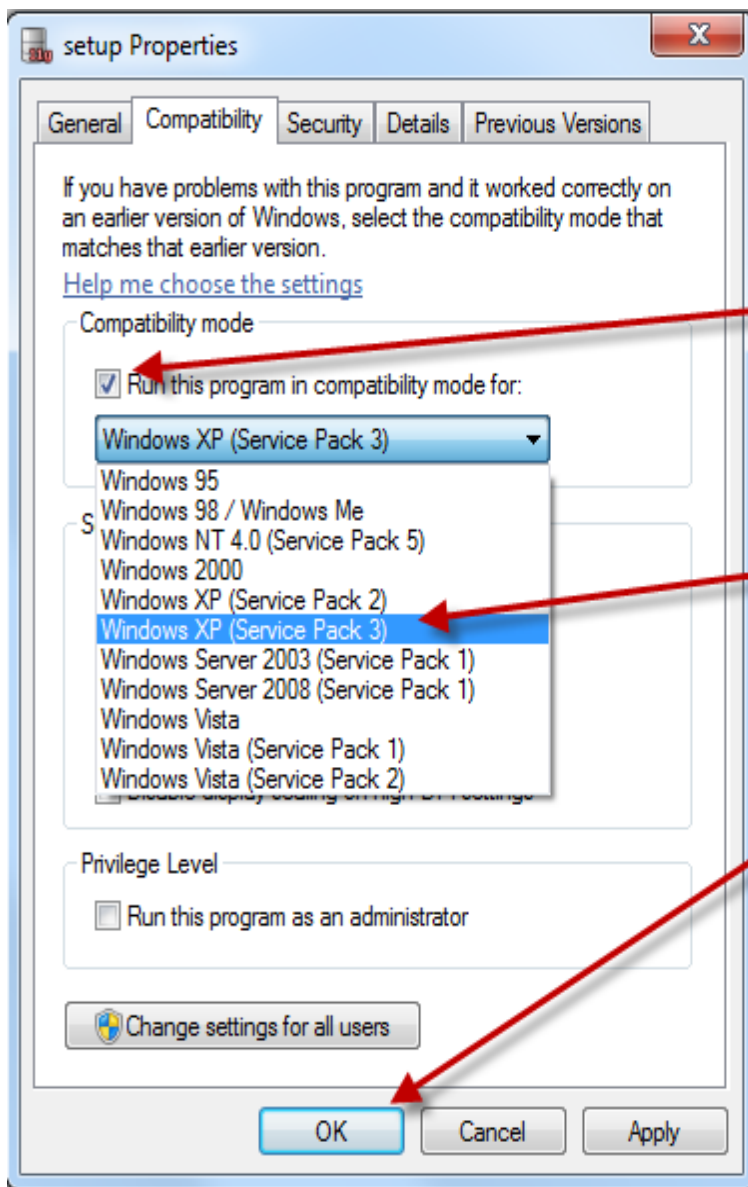 setup Properties
General Compatibility Security Details Previous Versions
If you have problems with this program and it worked correctly on
an earlier version of Windows, select the compatibility mode that
matches that earlier version.
Help me choose the settings
Compatibility mode
Run this program in compatibility mode for:
Windows XP (Service Pack 3)
Windows 95
Windows 98 / Windows Me
S
Windows NT 4.0 (Service Pack 5)
Windows 2000
Windows XP (Service Pack 2)
Windows XP (Service Pack 3)
Windows Server 2003 (Service Pack 1)
Windows Server 2008 (Service Pack 1)
Windows Vista
Windows Vista (Service Pack 1)
Windows Vista (Service Pack 2)
Privilege Level
Run this program as an administrator
Change settings for all users
OK Cancel Apply